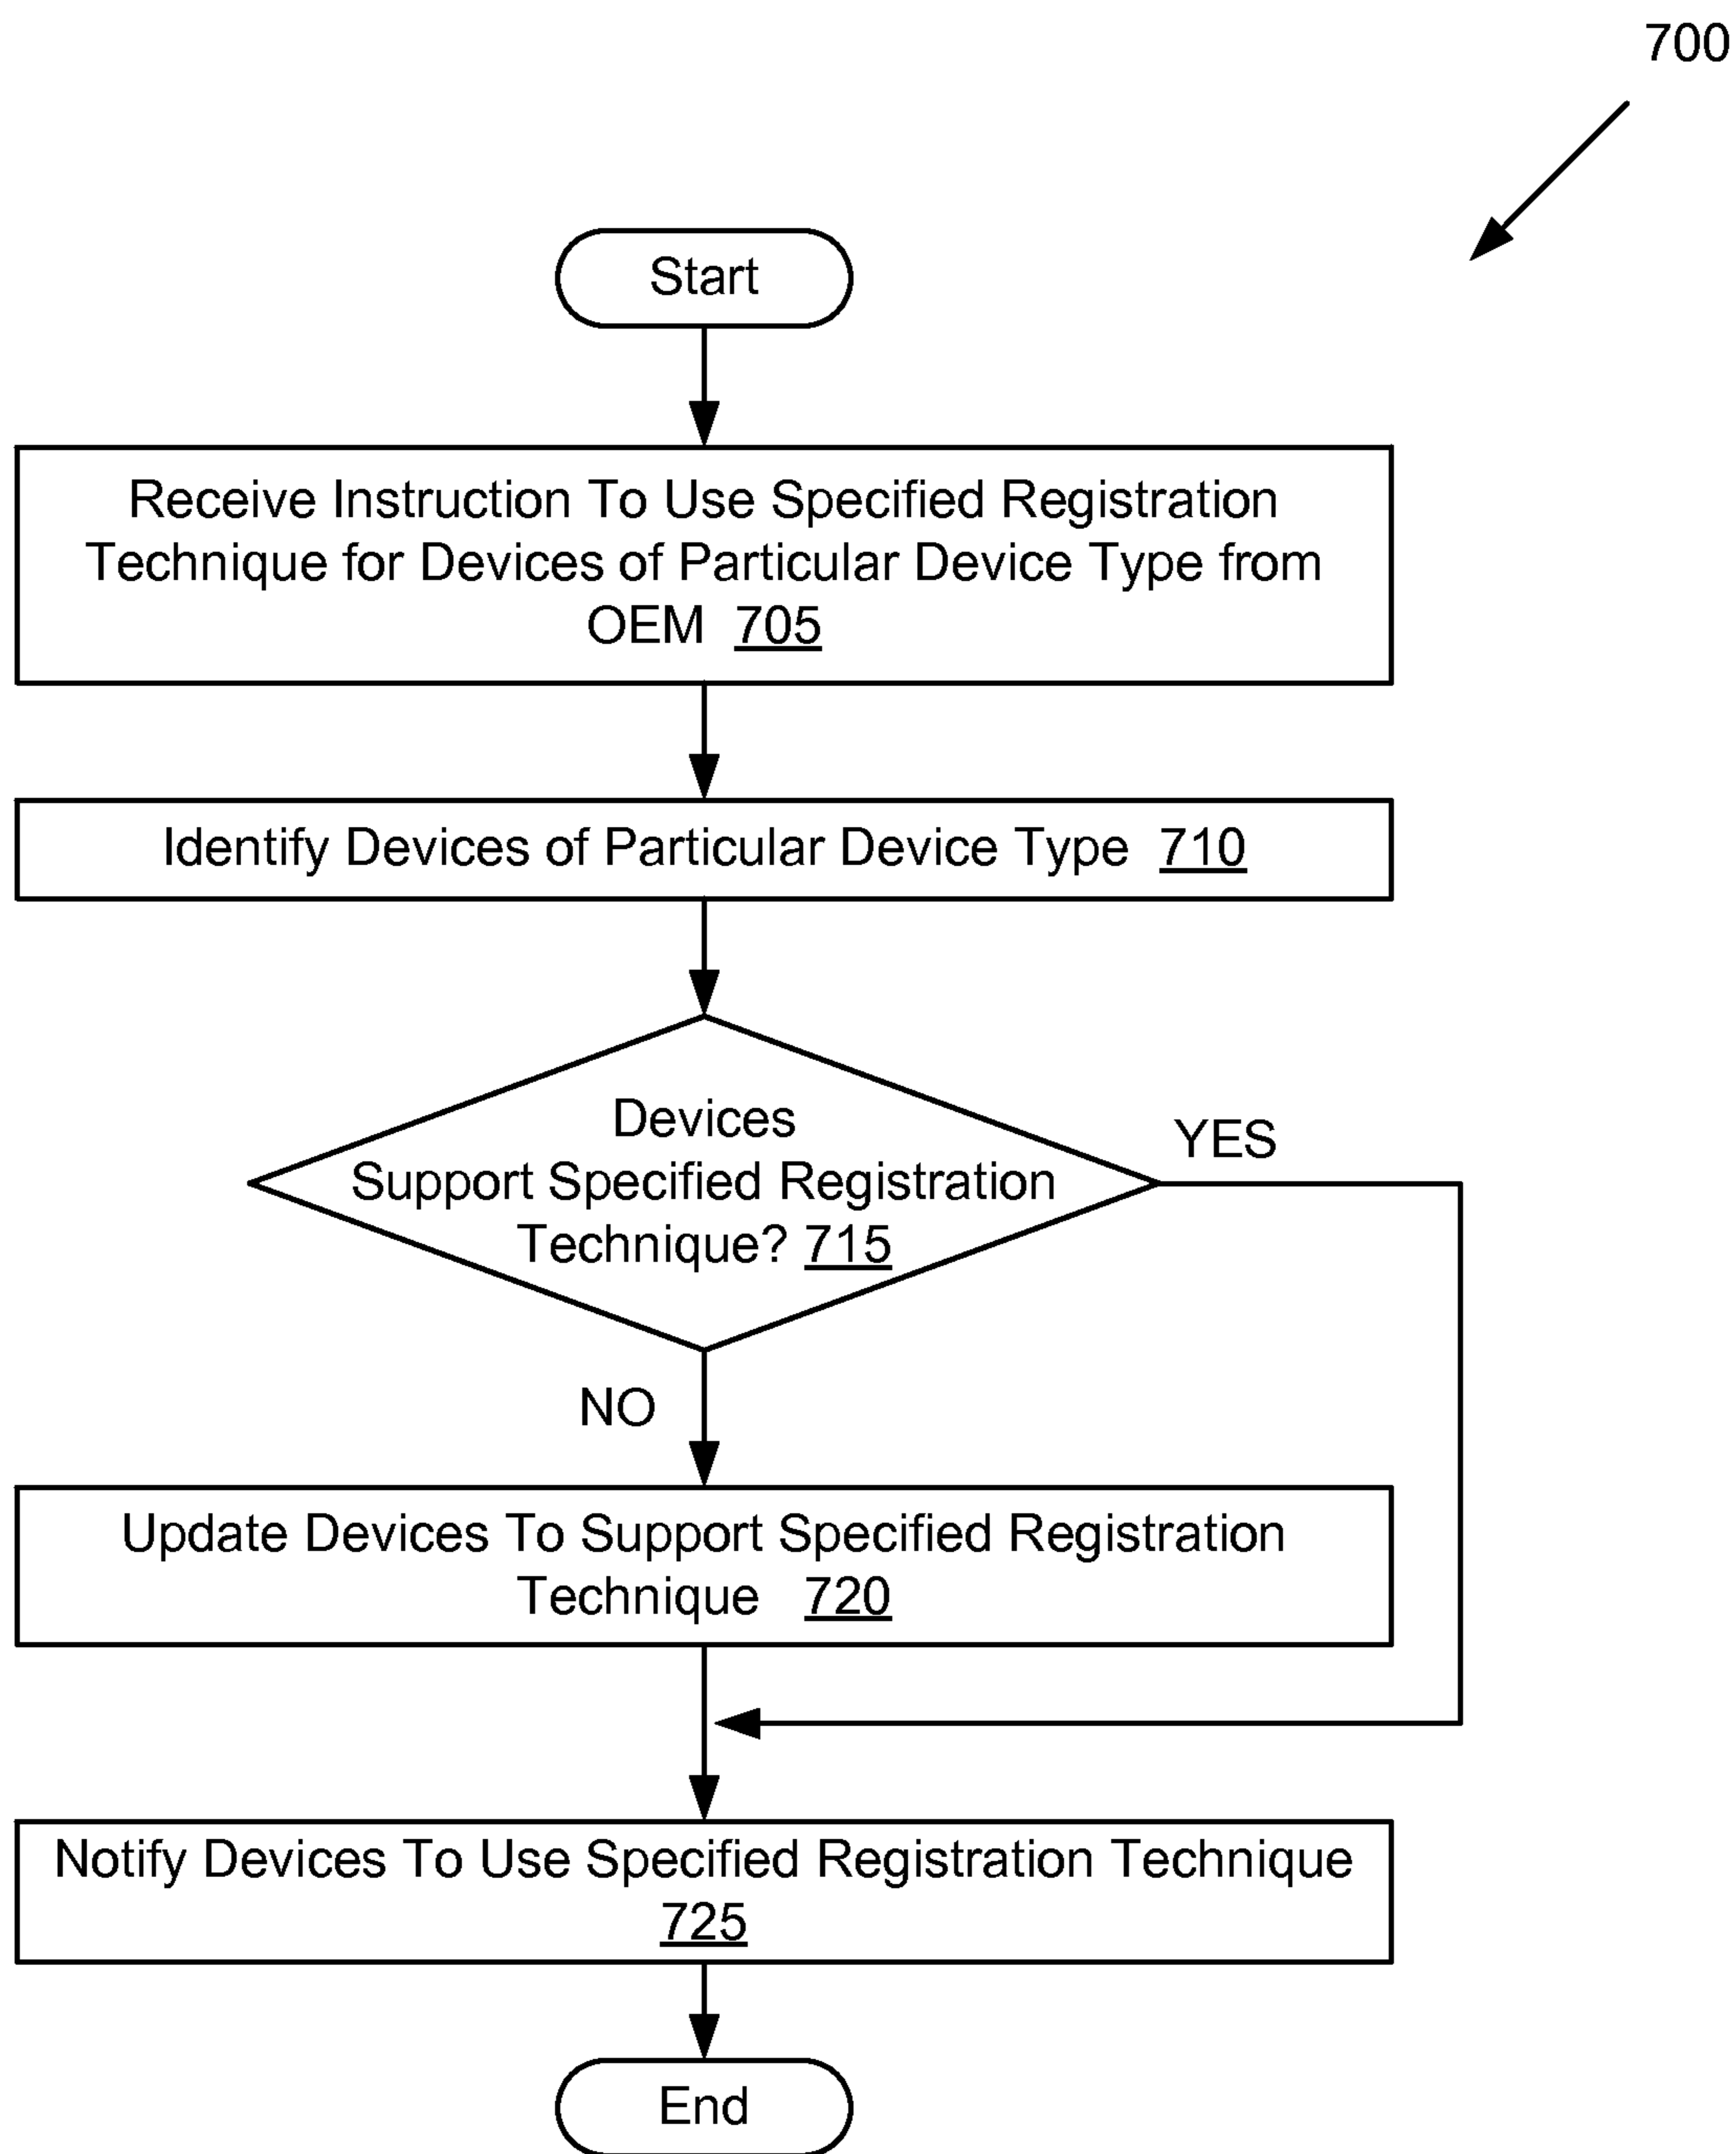 700
Start
Receive Instruction To Use Specified Registration
Technique for Devices of Particular Device Type from
OEM 705
Identify Devices of Particular Device Type 710
Devices
Support Specified Registration
Technique? 715
YES
NO
Update Devices To Support Specified Registration
Technique 720
Notify Devices To Use Specified Registration Technique
725
End